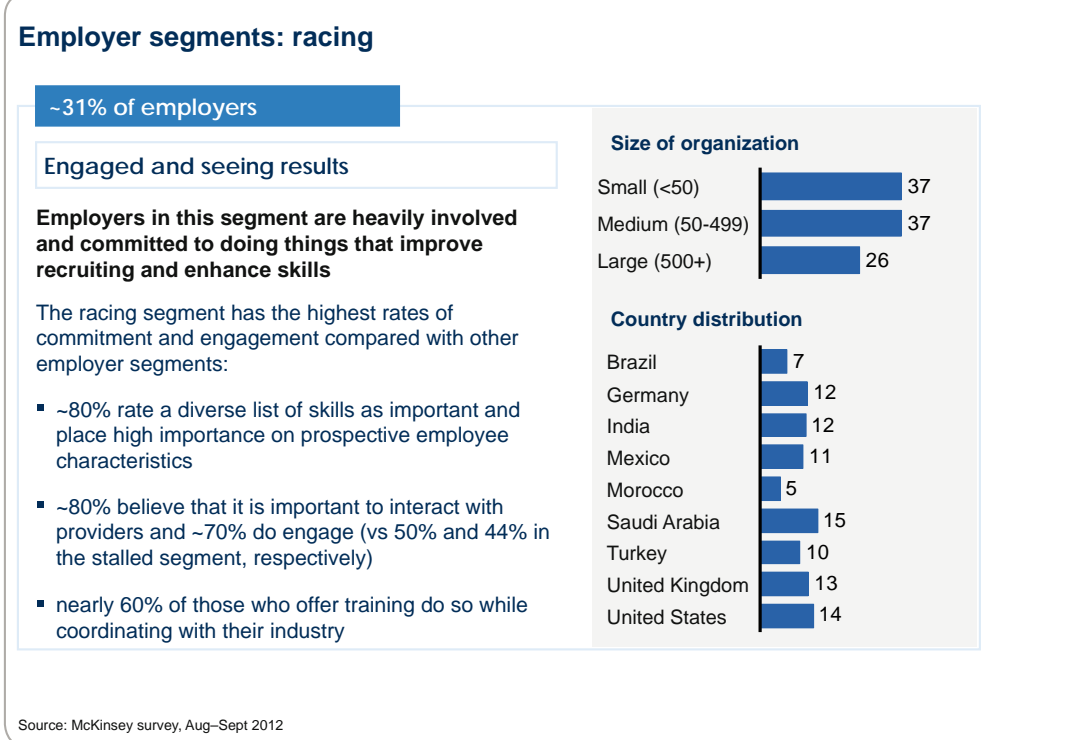 Employer segments: racing
~31% of employers
Engaged and seeing results
Employers in this segment are heavily involved
and committed to doing things that improve
recruiting and enhance skills
The racing segment has the highest rates of
commitment and engagement compared with other
employer segments:
▪ ~80% rate a diverse list of skills as important and
place high importance on prospective employee
characteristics
▪ ~80% believe that it is important to interact with
providers and ~70% do engage (vs 50% and 44% in
the stalled segment, respectively)
▪ nearly 60% of those who offer training do so while
coordinating with their industry
Size of organization
Small (<50) 37
Medium (50-499) 37
Large (500+) 26
Country distribution
Brazil 7
Germany 12
India 12
Mexico 11
Morocco 5
Saudi Arabia 15
Turkey 10
United Kingdom 13
United States 14
Source: McKinsey survey, Aug–Sept 2012